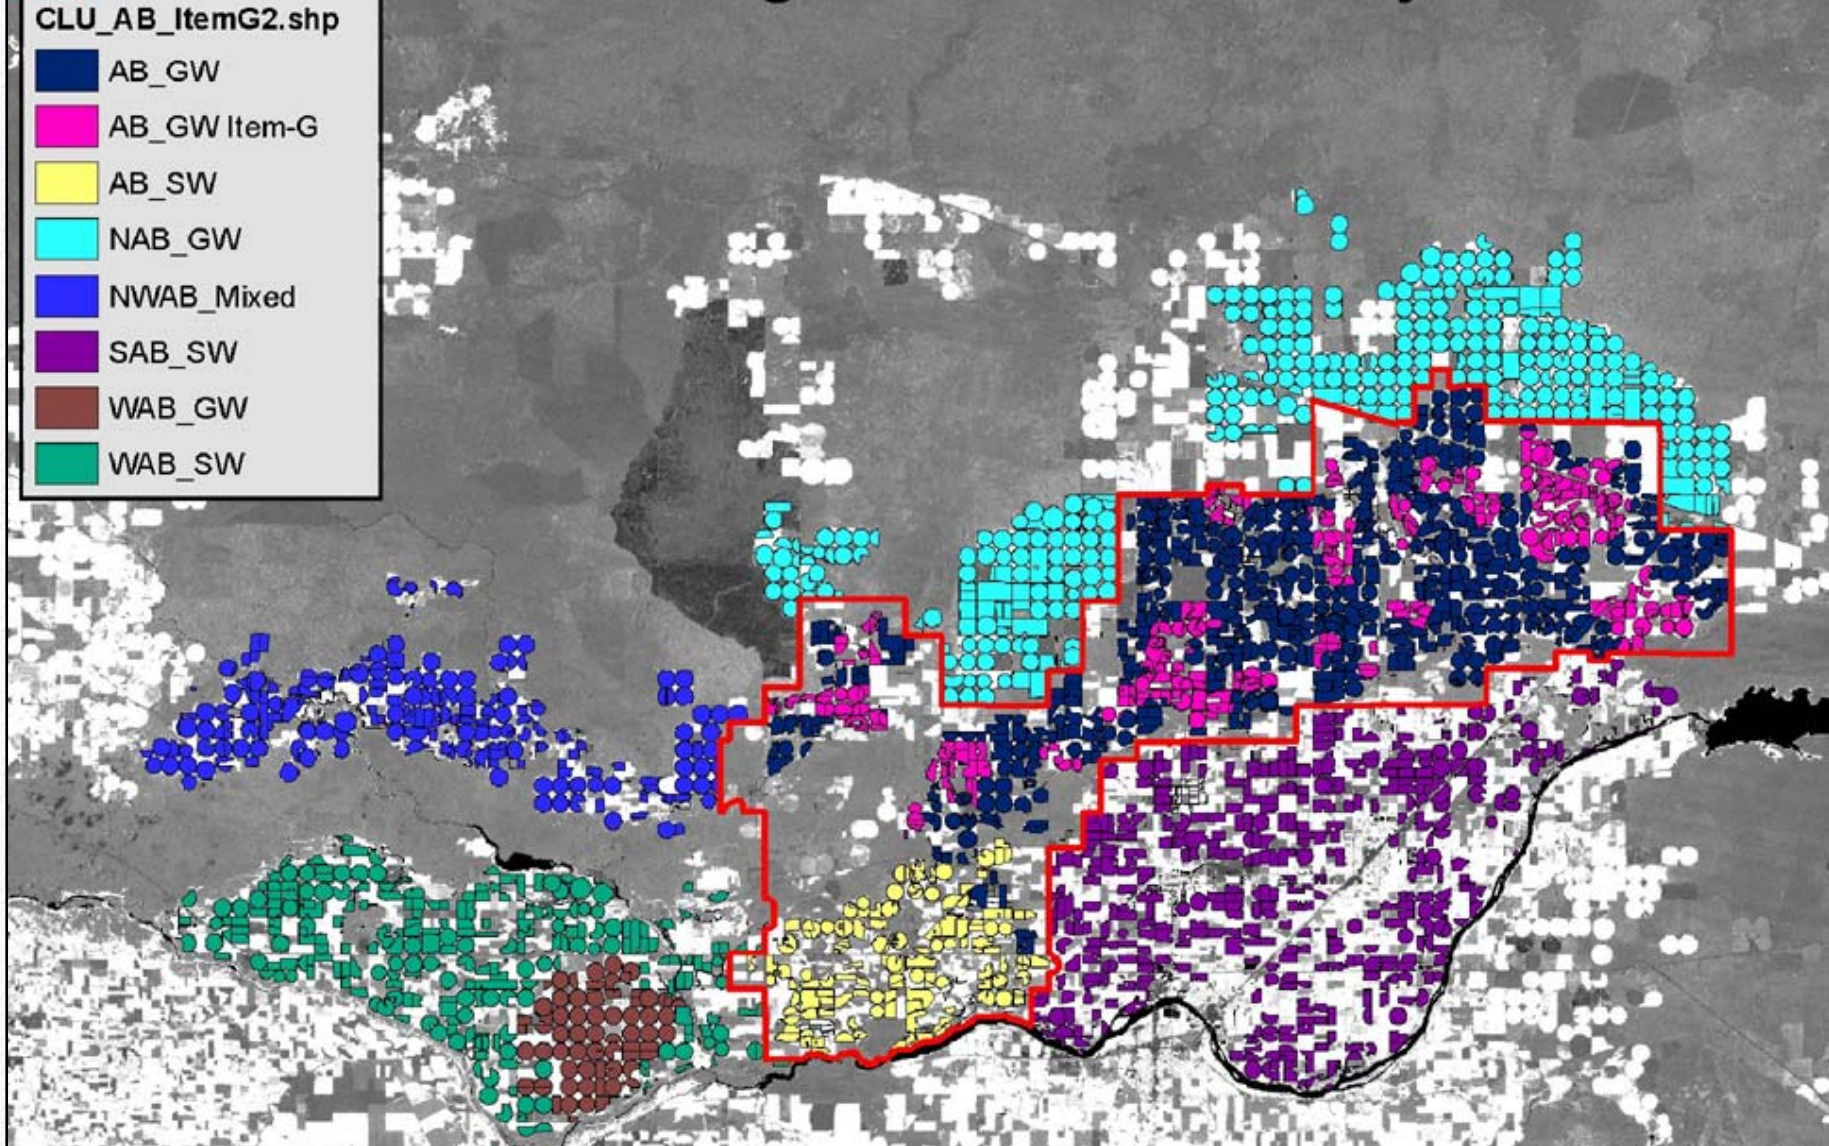 CLU_AB_ItemG2.shp
AB_GW
AB_GW Item-G
AB_SW
NAB_GW
NWAB_Mixed
SAB_SW
WAB_GW
WAB_SW